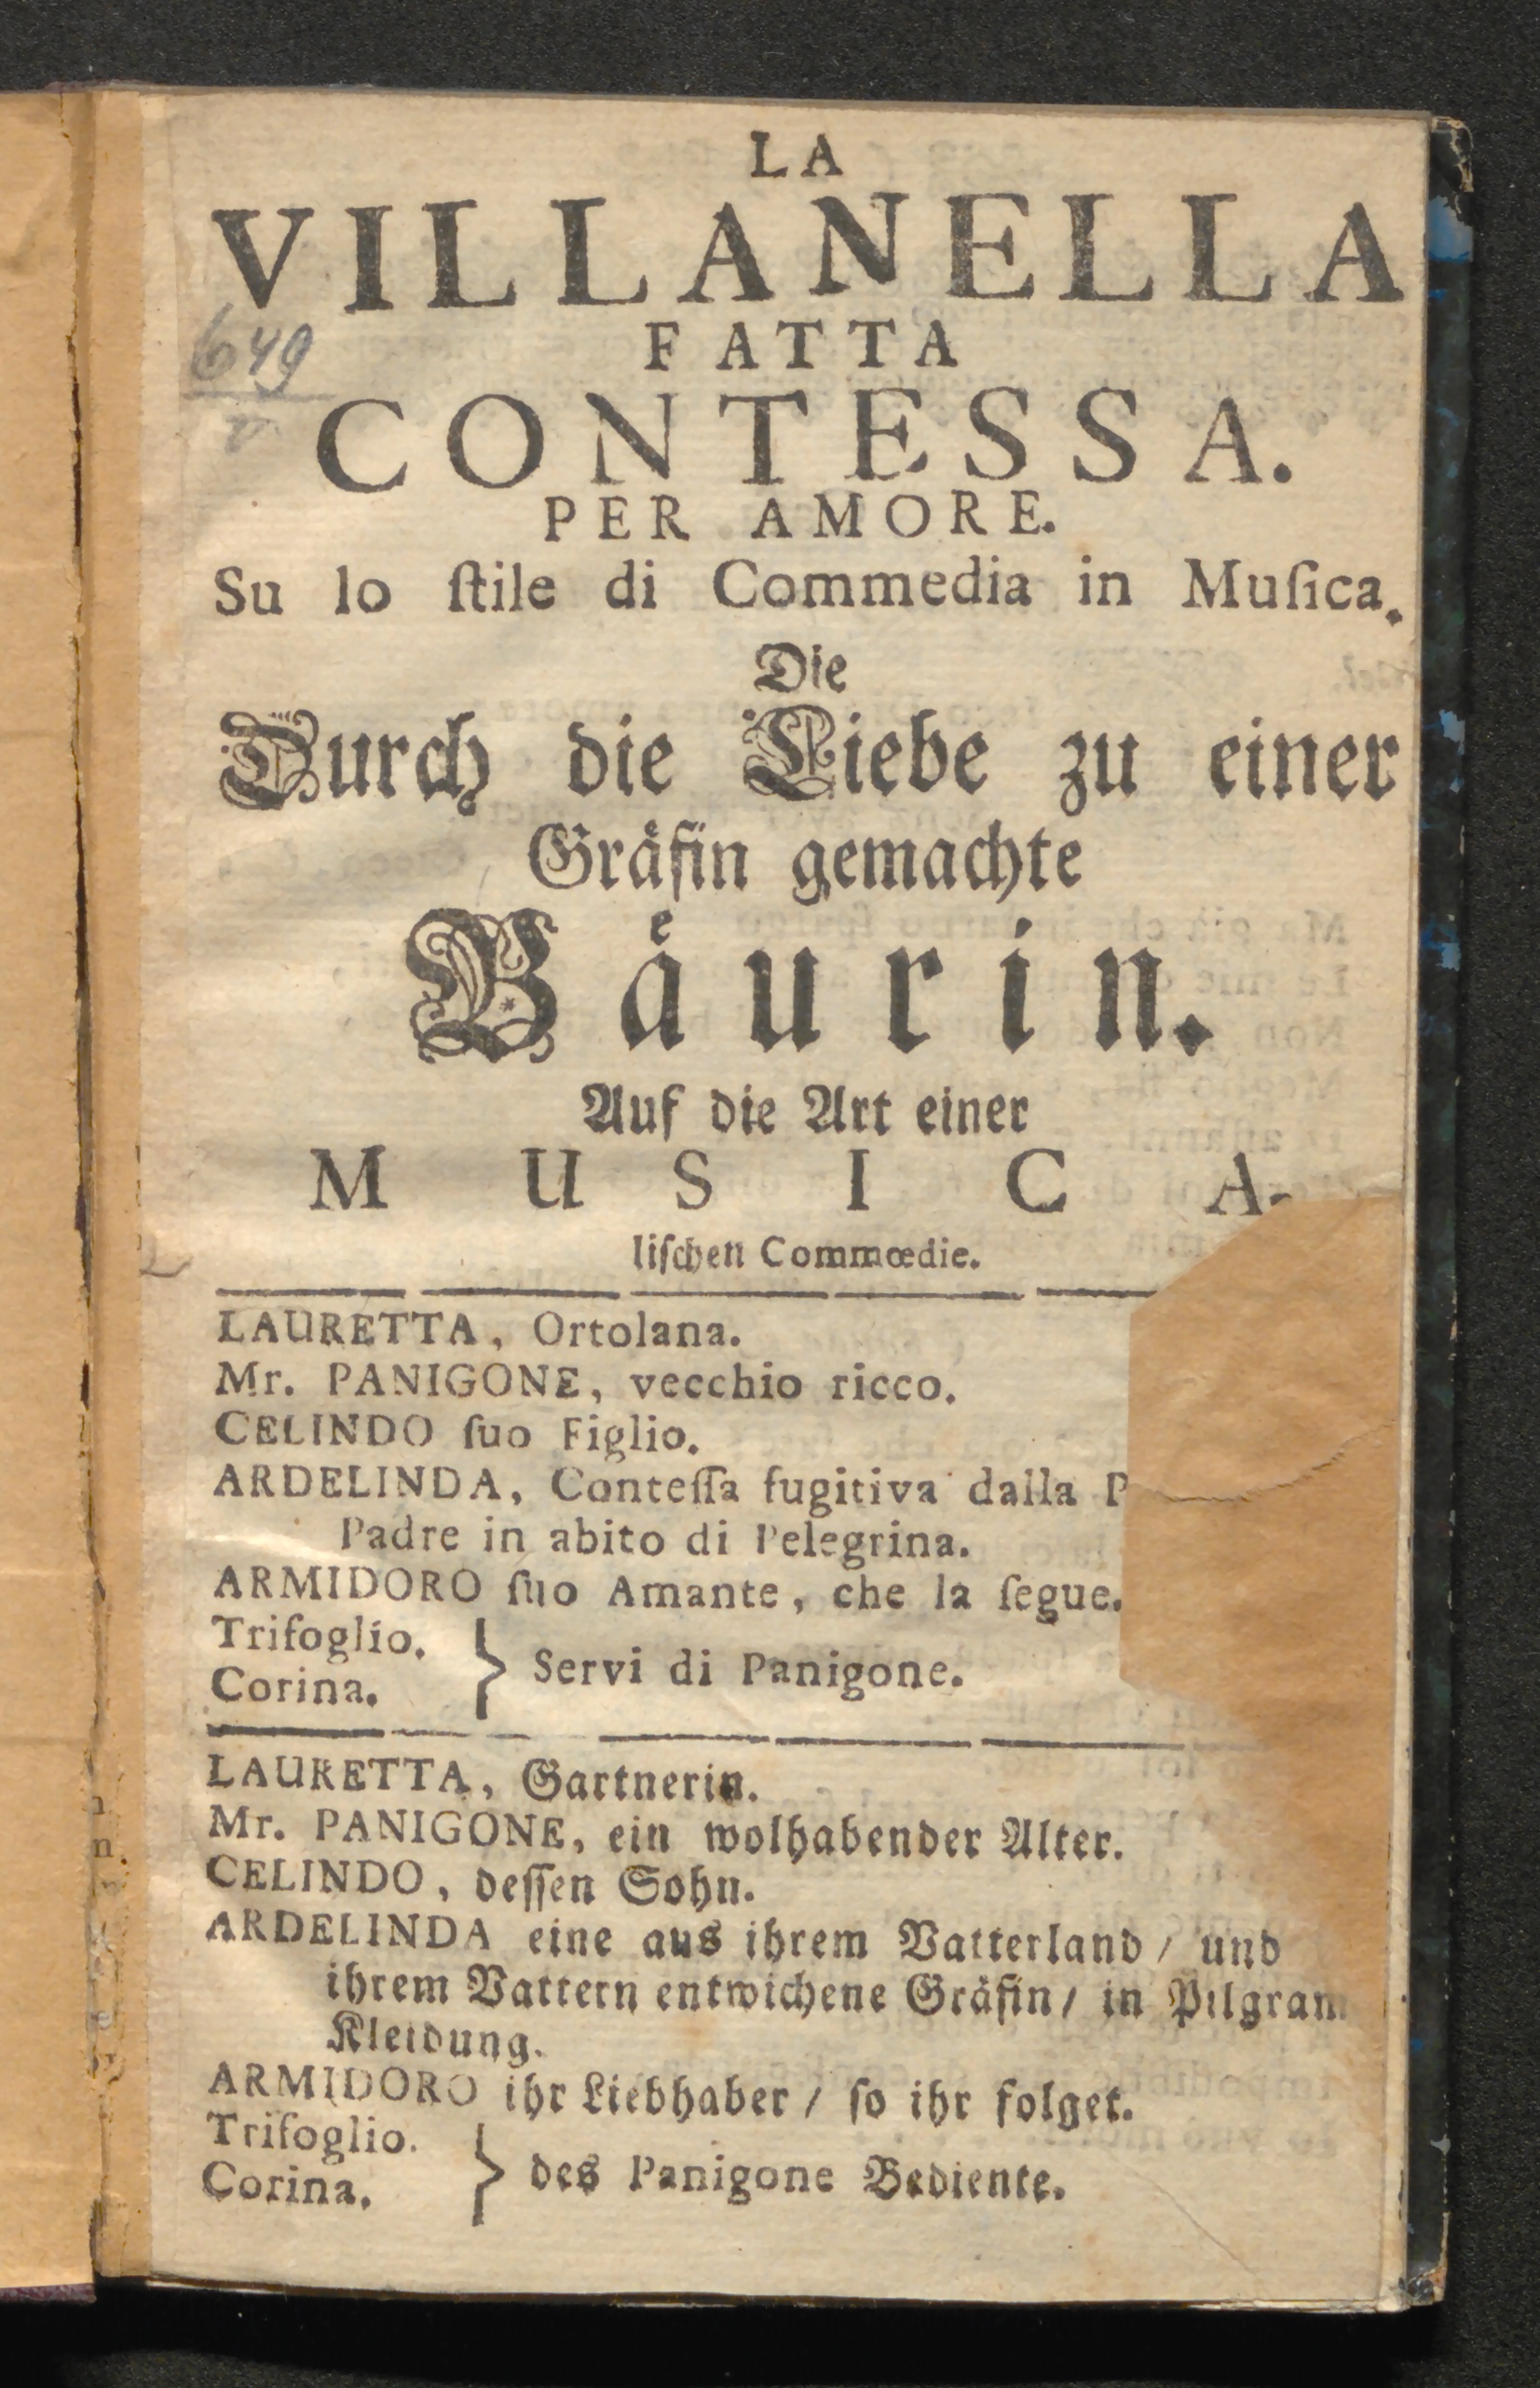 LA
VILLANELLA
FATTA
CONTESSA.
PER AMORE.
Su lo ſtile di Commedia in Muſica.
Die
Durch die Liebe zu einer
Gräfin gemachte
Bäurin.
Auf die Art einer
MUSICA-
liſchen Commœdie.
LAURETTA, Ortolana.
Mr. PANIGONE, vecchio ricco.
CELINDO ſuo Figlio.
ARDELINDA, Conteſſa fugitiva dalla
Padre in abito di Pelegrina.
ARMIDORO ſuo Amante, che la ſegue.
Trifoglio.
Corina.
} Servi di Panigone.
LAURETTA, Gartnerin.
Mr. PANIGONE, ein wolhabender Alter.
CELINDO, deſſen Sohn.
ARDELINDA eine aus ihrem Vatterland / und
ihrem Vattern entwichene Gräfin / in Pilgram
Kleidung.
ARMIDORO ihr Liebhaber / ſo ihr folget.
Trifoglio.
Corina.
} des Panigone Bediente.
649